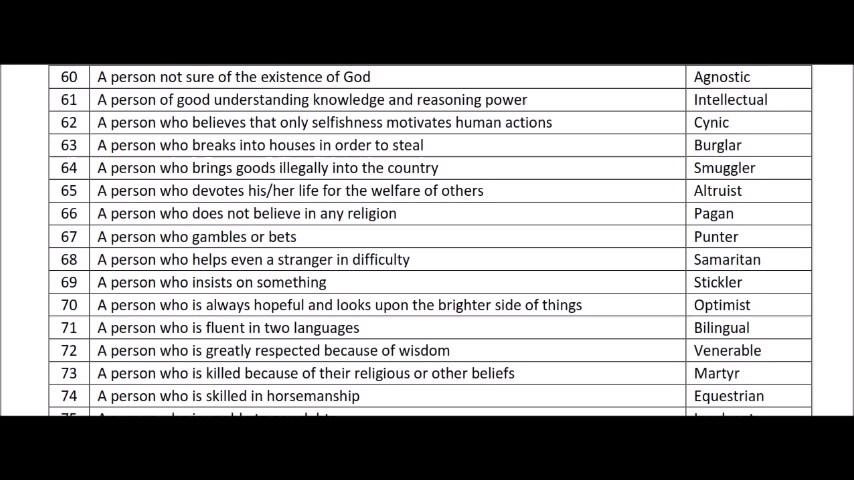 60 A person not sure of the existence of God Agnostic
61 A person of good understanding knowledge and reasoning power Intellectual
62 A person who believes that only selfishness motivates human actions Cynic
63 A person who breaks into houses in order to steal Burglar
64 A person who brings goods illegally into the country Smuggler
65 A person who devotes his/her life for the welfare of others Altruist
66 A person who does not believe in any religion Pagan
67 A person who gambles or bets Punter
68 A person who helps even a stranger in difficulty Samaritan
69 A person who insists on something Stickler
70 A person who is always hopeful and looks upon the brighter side of things Optimist
71 A person who is fluent in two languages Bilingual
72 A person who is greatly respected because of wisdom Venerable
73 A person who is killed because of their religious or other beliefs Martyr
74 A person who is skilled in horsemanship Equestrian